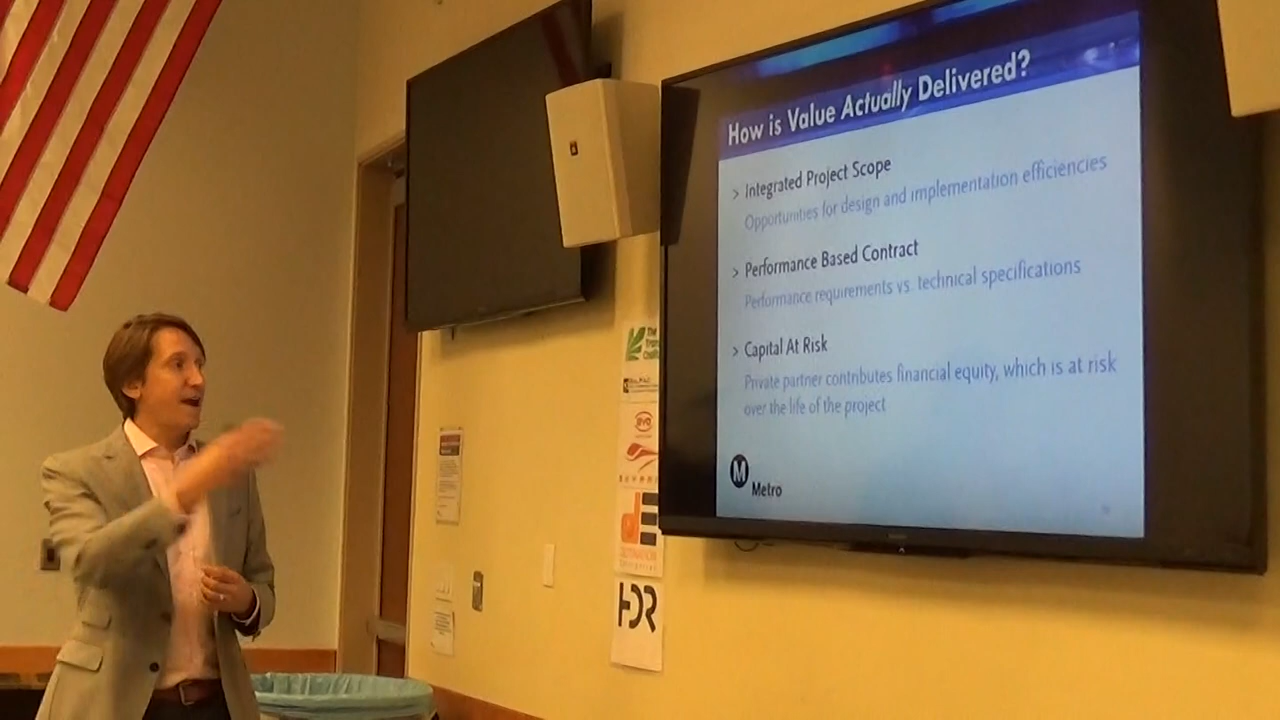 How is Value Actually Delivered?
> Integrated Project Scope
Opportunities for design and implementation efficiencies
> Performance Based Contract
Performance requirements vs. technical specifications
> Capital At Risk
Private partner contributes financial equity, which is at risk
over the life of the project
M
Metro
The
BYD
HDR